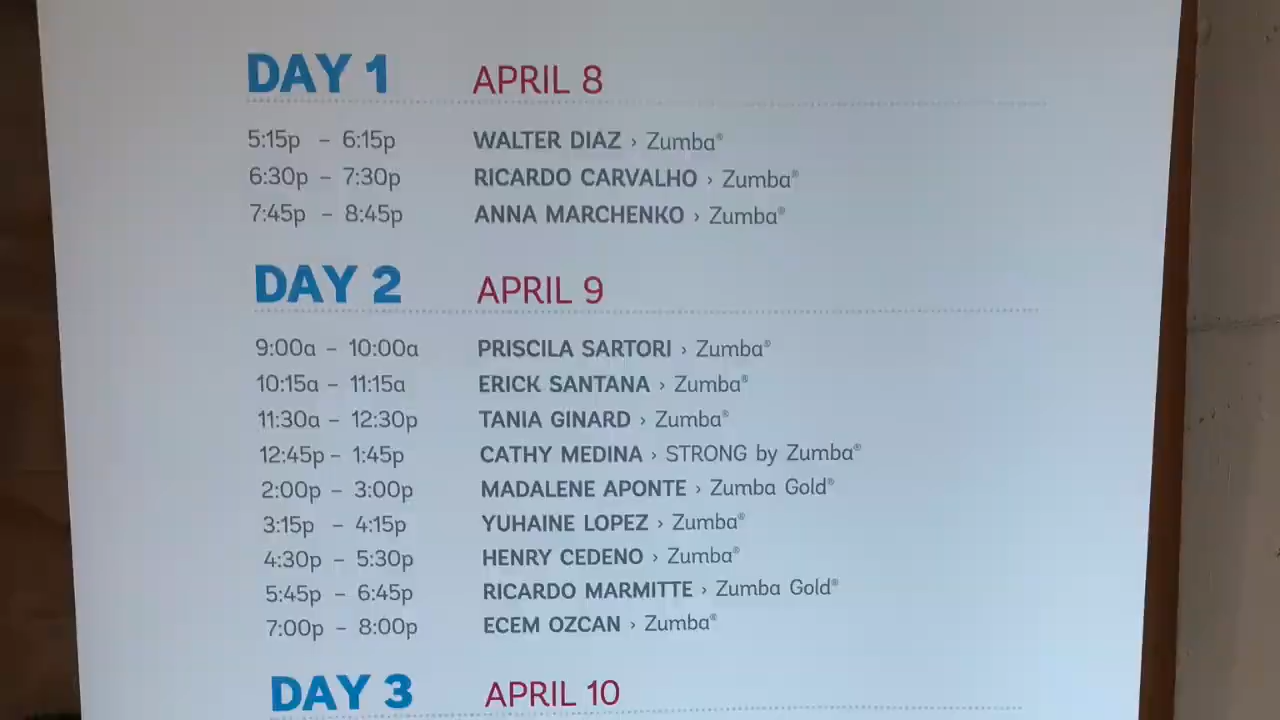 DAY 1 APRIL 8
5:15p – 6:15p WALTER DIAZ › Zumba®
6:30p – 7:30p RICARDO CARVALHO › Zumba®
7:45p – 8:45p ANNA MARCHENKO › Zumba®
DAY 2 APRIL 9
9:00a – 10:00a PRISCILA SARTORI › Zumba®
10:15a – 11:15a ERICK SANTANA › Zumba®
11:30a – 12:30p TANIA GINARD › Zumba®
12:45p – 1:45p CATHY MEDINA › STRONG by Zumba®
2:00p – 3:00p MADALENE APONTE › Zumba Gold®
3:15p – 4:15p YUHAINE LOPEZ › Zumba®
4:30p – 5:30p HENRY CEDENO › Zumba®
5:45p – 6:45p RICARDO MARMITTE › Zumba Gold®
7:00p – 8:00p ECEM OZCAN › Zumba®
DAY 3 APRIL 10